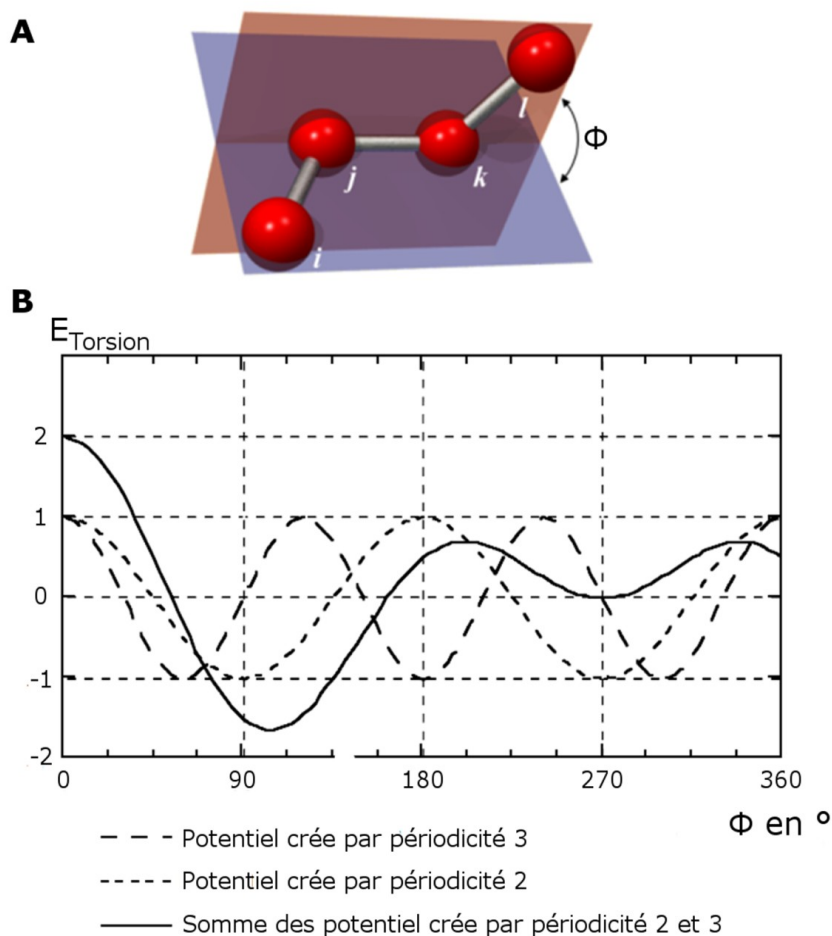 A
l
Φ
j
k
i
B
E Torsion
2
1
0
-1
-2
0 90 180 270 360
Φ en °
Potentiel crée par périodicité 3
Potentiel crée par périodicité 2
Somme des potentiel crée par périodicité 2 et 3